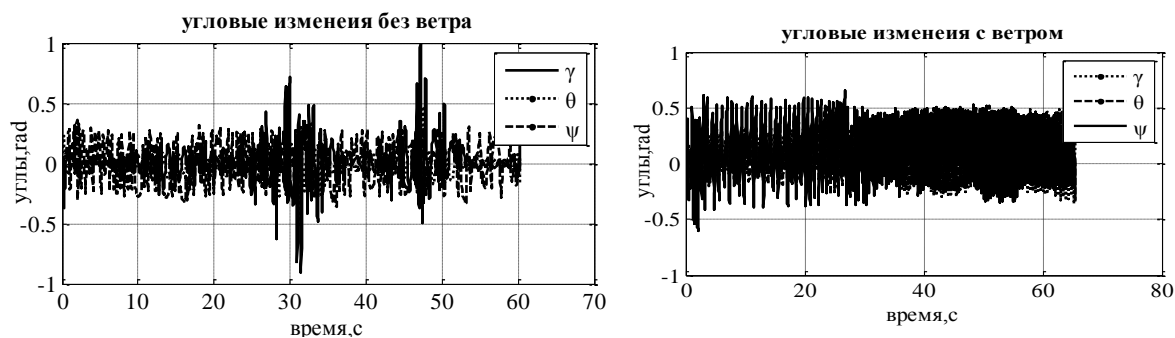 угловые изменеия без ветра
1
0.5
0
-0.5
-1
углы,rad
0 10 20 30 40 50 60 70
время,с
γ
θ
ψ
угловые изменеия с ветром
1
0.5
0
-0.5
-1
углы,rad
0 20 40 60 80
время,с
γ
θ
ψ